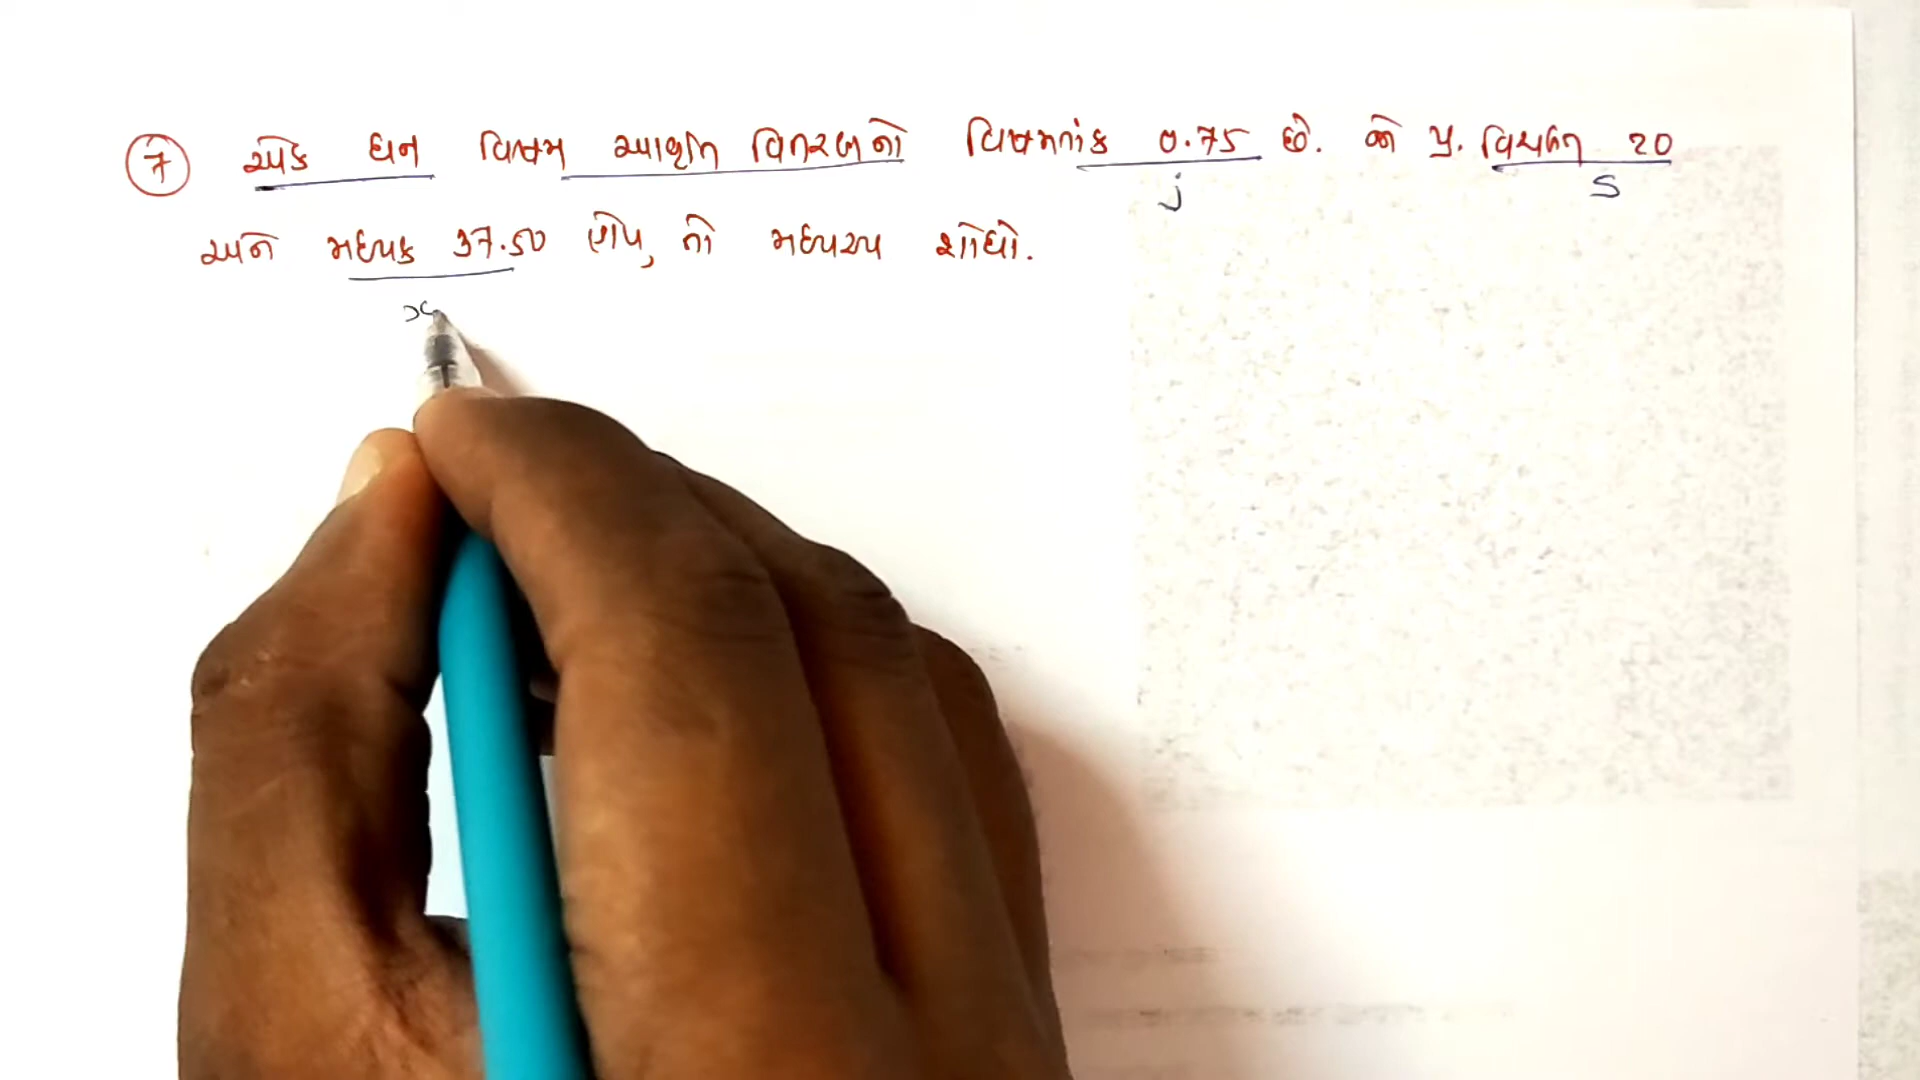 7 એક ધન વિષમ આવૃત્તિ વિતરણનો વિષમતાંક 0.75 છે. જો પ્ર. વિચલન 20
j S
અને મધ્યક 37.50 હોય, તો મધ્યસ્થ શોધો.
x